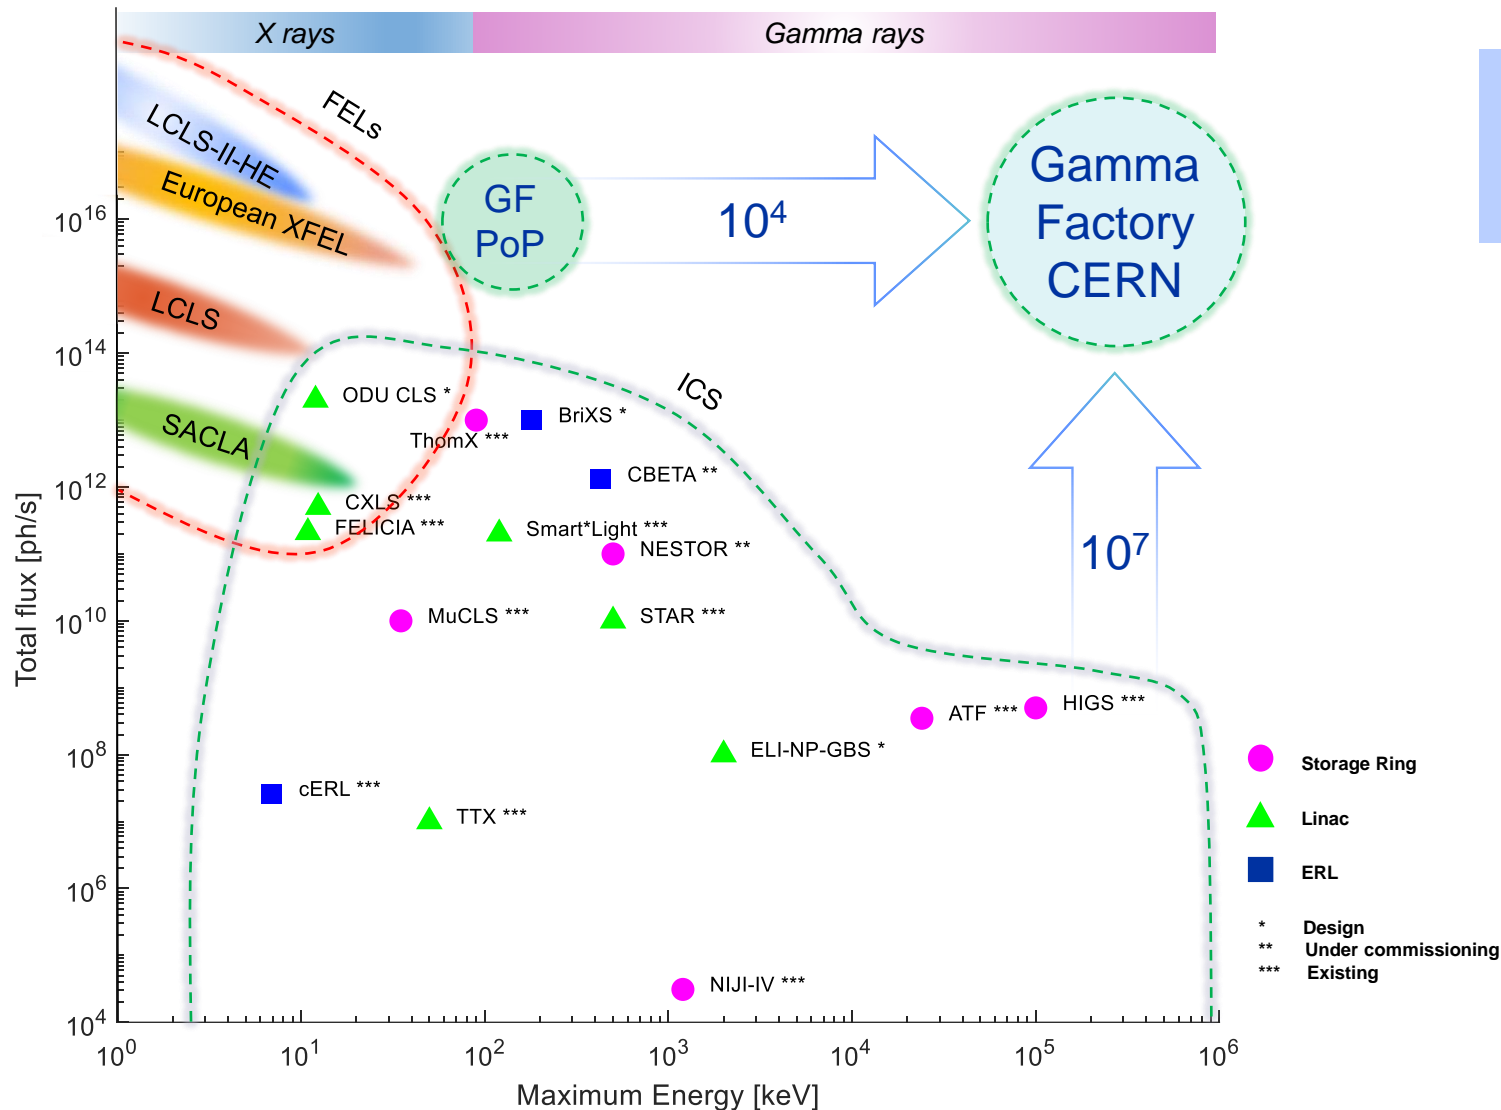 X rays
Gamma rays
FELs
LCLS-II-HE
European XFEL
LCLS
SACLA
GF
PoP
10⁴
Gamma
Factory
CERN
ICS
ODU CLS *
ThomX ***
BriXS *
CBETA **
CXLS ***
FELICIA ***
Smart*Light ***
NESTOR **
10⁷
MuCLS ***
STAR ***
ATF ***
HIGS ***
ELI-NP-GBS *
cERL ***
TTX ***
NIJI-IV ***
Storage Ring
Linac
ERL
* Design
** Under commissioning
*** Existing
Total flux [ph/s]
10¹⁶
10¹⁴
10¹²
10¹⁰
10⁸
10⁶
10⁴
10⁰ 10¹ 10² 10³ 10⁴ 10⁵ 10⁶
Maximum Energy [keV]